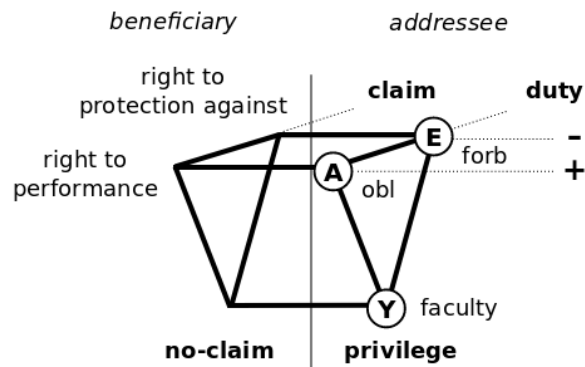 beneficiary addressee
right to
protection against
claim duty
E -
right to
performance
forb
A +
obl
Y faculty
no-claim privilege